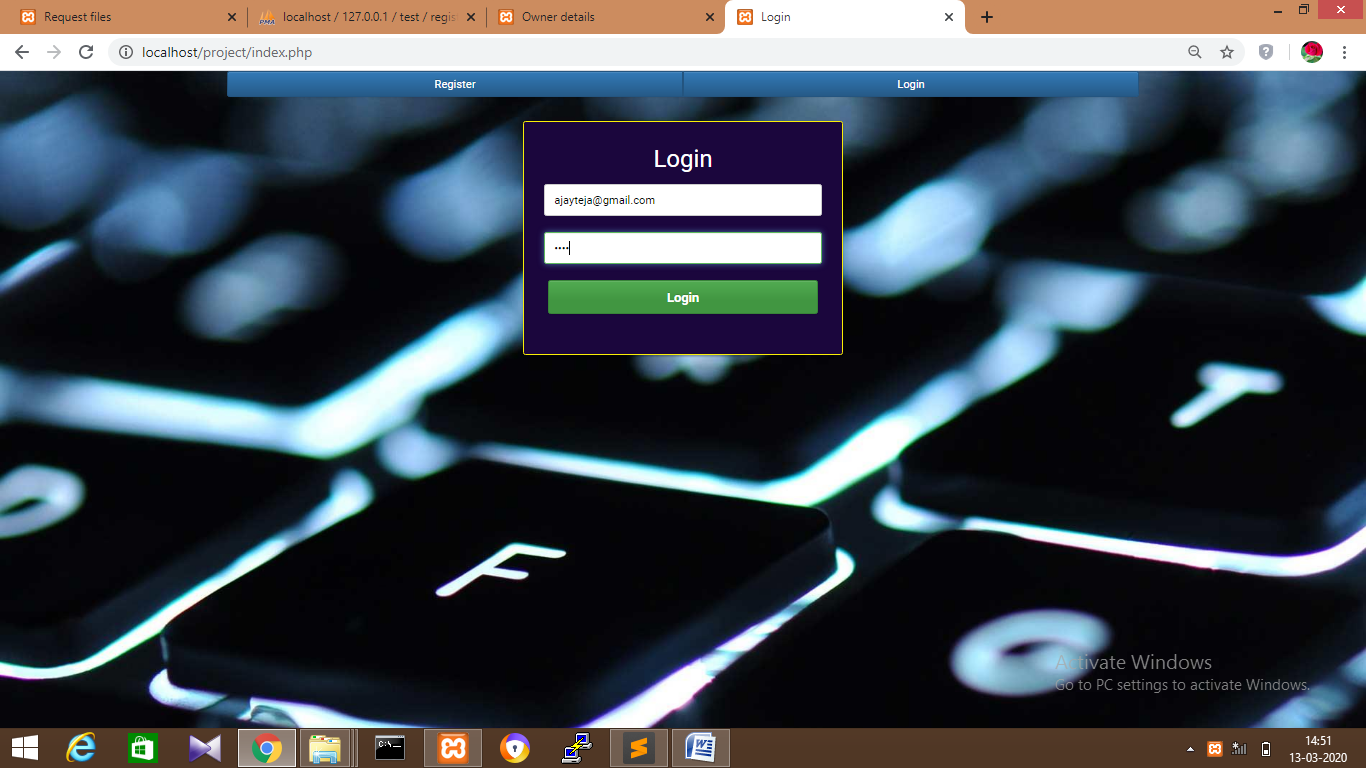 Request files
localhost / 127.0.0.1 / test / regis
Owner details
Login
localhost/project/index.php
Register
Login
Login
ajayteja@gmail.com
••••
Login
F
T
Activate Windows
Go to PC settings to activate Windows.
C:\_
14:51
13-03-2020